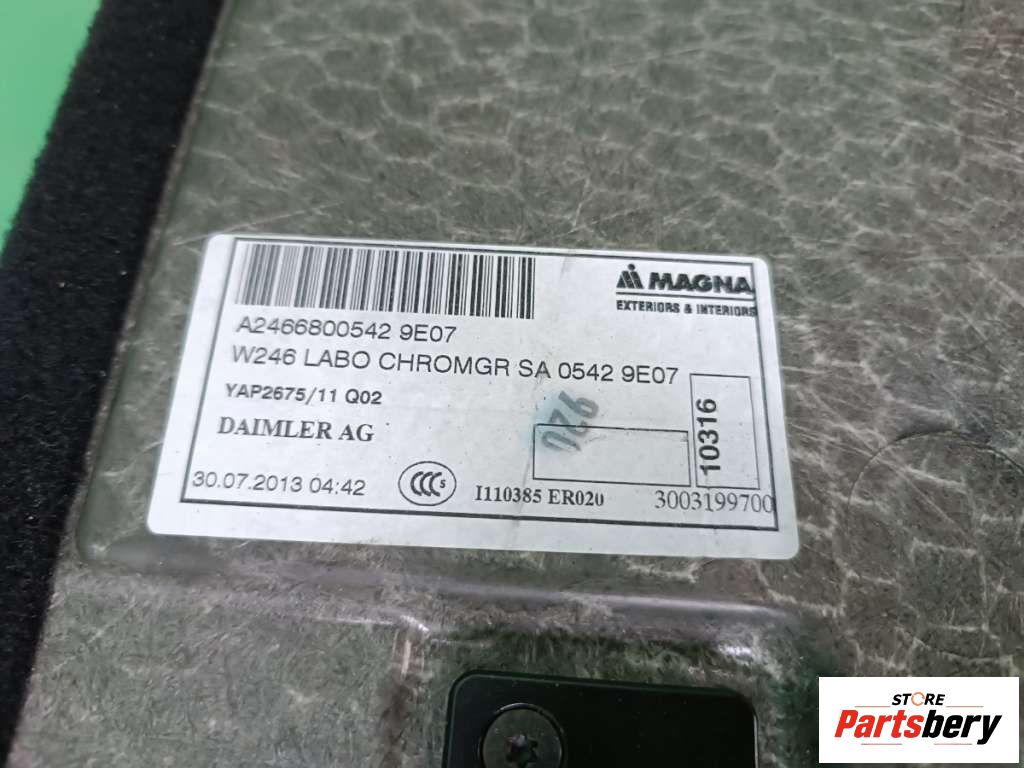 MAGNA
EXTERIORS & INTERIORS
A2466800542 9E07
W246 LABO CHROMGR SA 0542 9E07
YAP2675/11 Q02
DAIMLER AG
10316
30.07.2013 04:42
CCC S
I110385 ER020
3003199700
STORE
Partsbery